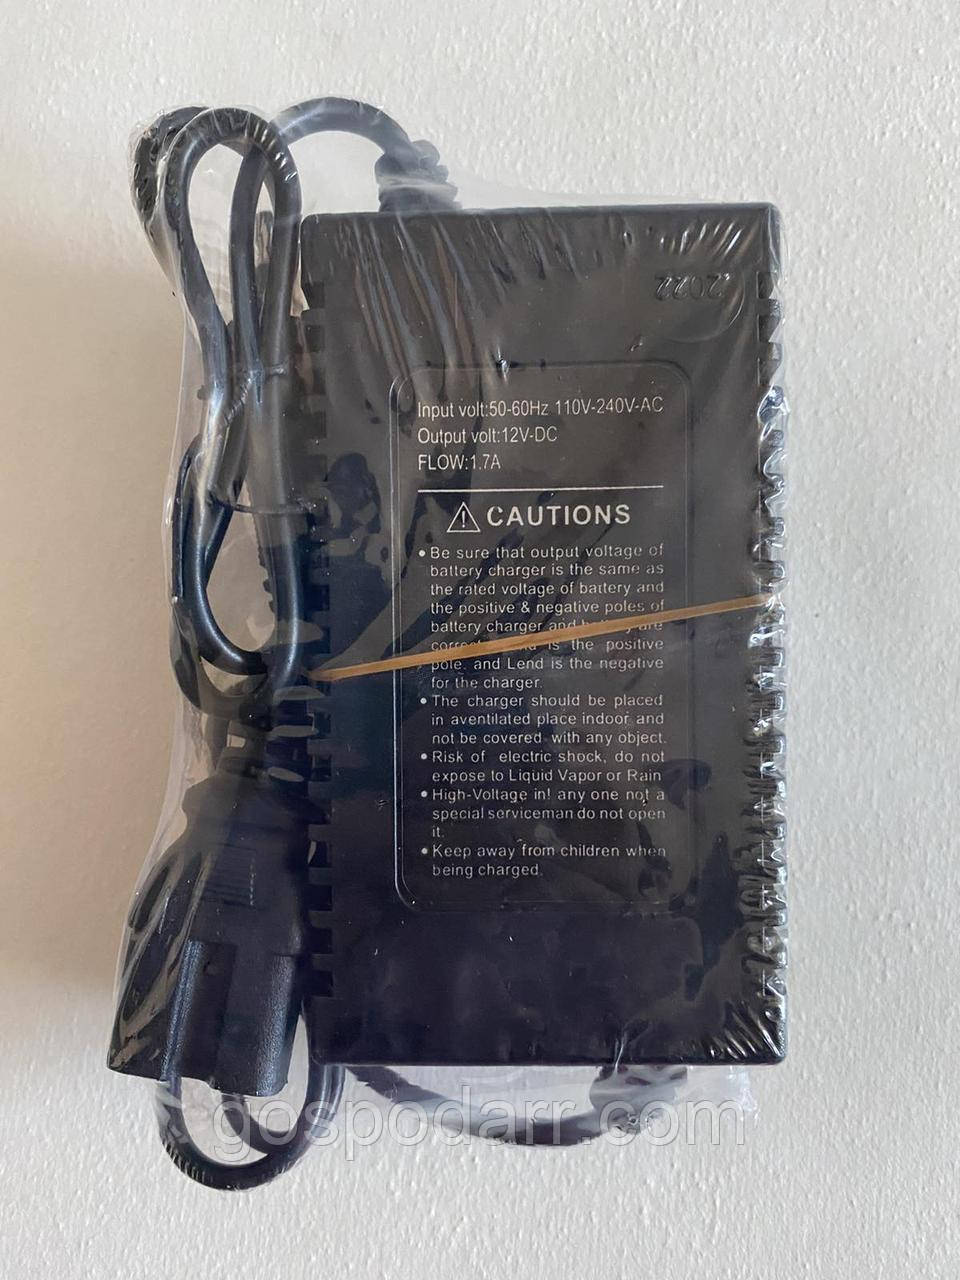 2022
Input volt:50-60Hz 110V-240V-AC
Output volt:12V-DC
FLOW:1.7A
CAUTIONS
•Be sure that output voltage of
battery charger is the same as
the rated voltage of battery and
the positive & negative poles of
battery charger and are
is the positive
pole. and Lend is the negative
for the charger.
•The charger should be placed
in aventilated place indoor and
not be covered with any object.
•Risk of electric shock, do not
expose to Liquid Vapor or Rain
•High-Voltage in! any one not a
special serviceman do not open
it.
•Keep away from children when
being charged.
gospodarr.com